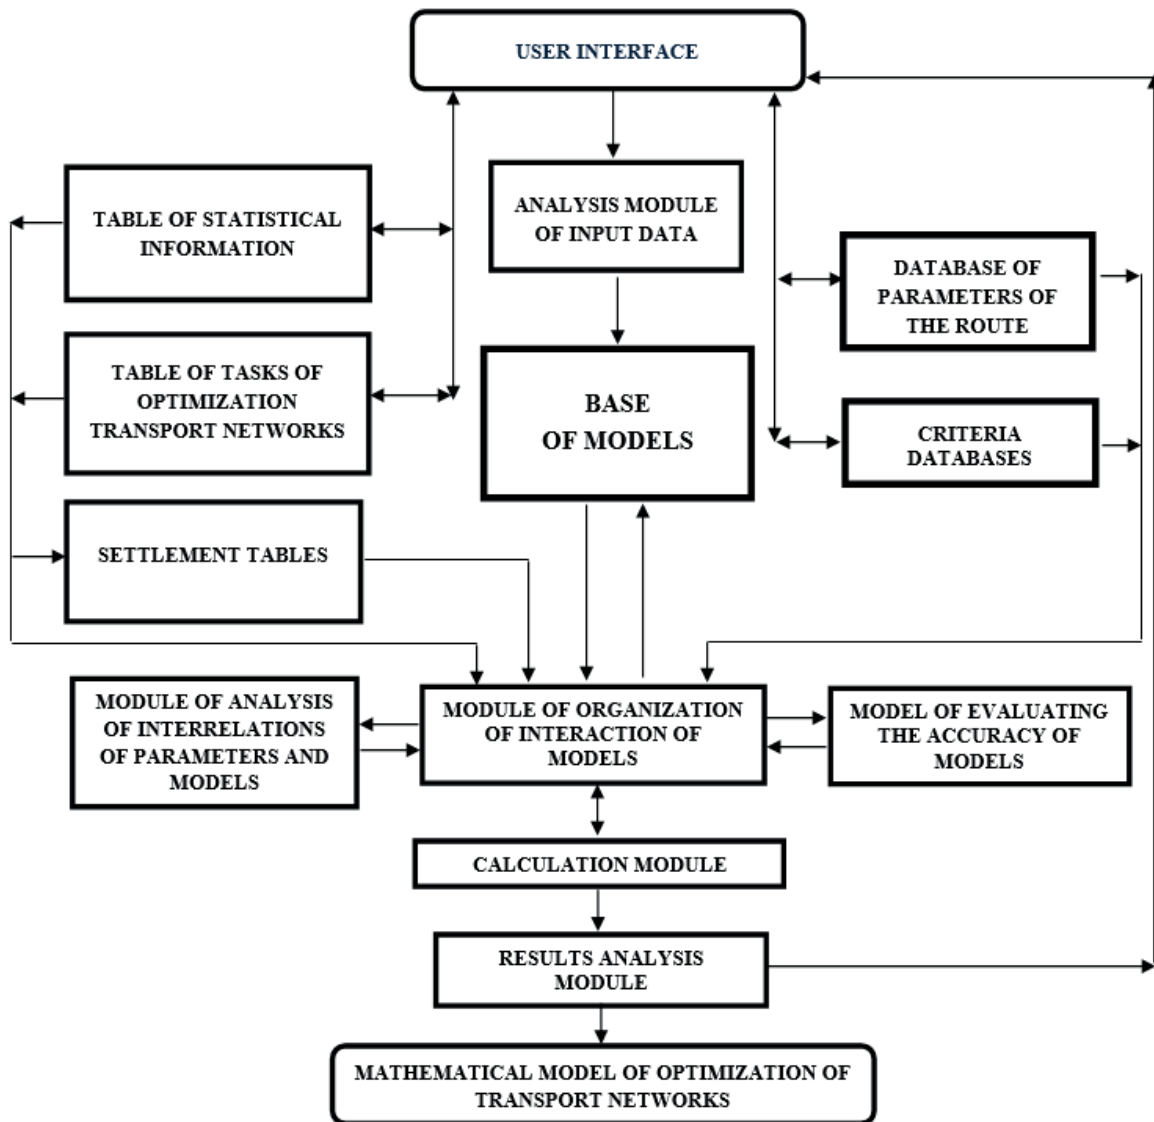 USER INTERFACE
TABLE OF STATISTICAL
INFORMATION
ANALYSIS MODULE
OF INPUT DATA
DATABASE OF
PARAMETERS OF
THE ROUTE
TABLE OF TASKS OF
OPTIMIZATION
TRANSPORT NETWORKS
BASE
OF MODELS
CRITERIA
DATABASES
SETTLEMENT TABLES
MODULE OF ANALYSIS
OF INTERRELATIONS
OF PARAMETERS AND
MODELS
MODULE OF ORGANIZATION
OF INTERACTION OF
MODELS
MODEL OF EVALUATING
THE ACCURACY OF
MODELS
CALCULATION MODULE
RESULTS ANALYSIS
MODULE
MATHEMATICAL MODEL OF OPTIMIZATION OF
TRANSPORT NETWORKS